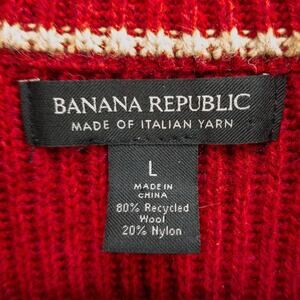 BANANA REPUBLIC
MADE OF ITALIAN YARN
L
MADE IN
CHINA
80% Recycled
Wool
20% Nylon